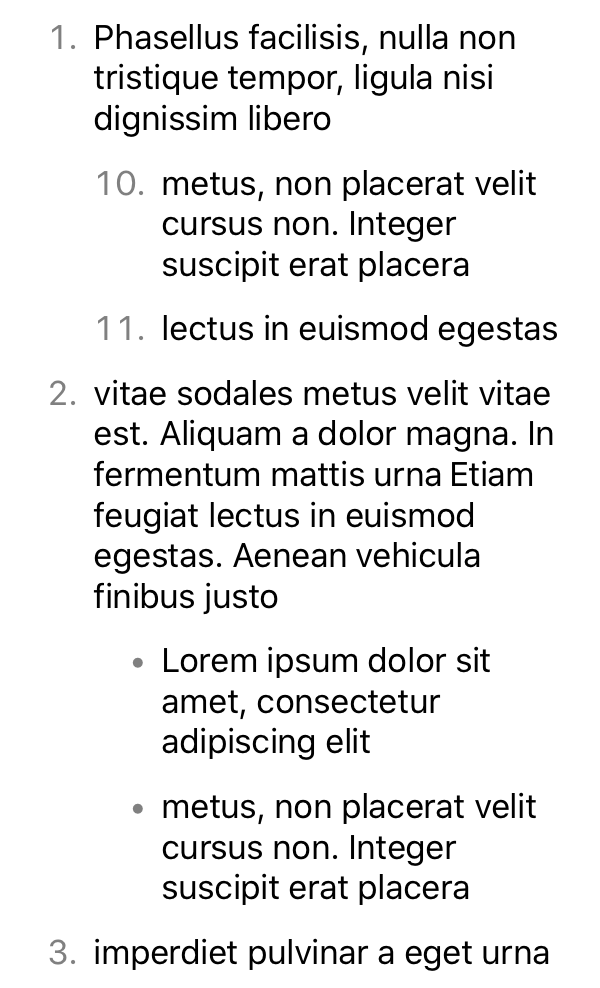 1. Phasellus facilisis, nulla non
tristique tempor, ligula nisi
dignissim libero
10. metus, non placerat velit
cursus non. Integer
suscipit erat placera
11. lectus in euismod egestas
2. vitae sodales metus velit vitae
est. Aliquam a dolor magna. In
fermentum mattis urna Etiam
feugiat lectus in euismod
egestas. Aenean vehicula
finibus justo
• Lorem ipsum dolor sit
amet, consectetur
adipiscing elit
• metus, non placerat velit
cursus non. Integer
suscipit erat placera
3. imperdiet pulvinar a eget urna